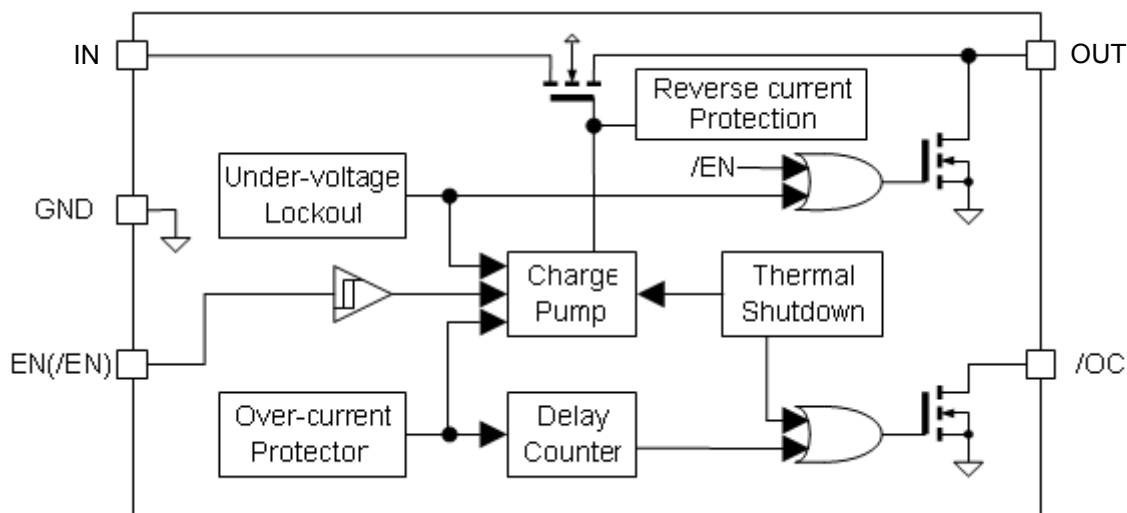 IN
OUT
Reverse current
Protection
/EN
Under-voltage
Lockout
GND
Charge
Pump
Thermal
Shutdown
EN(/EN)
/OC
Over-current
Protector
Delay
Counter